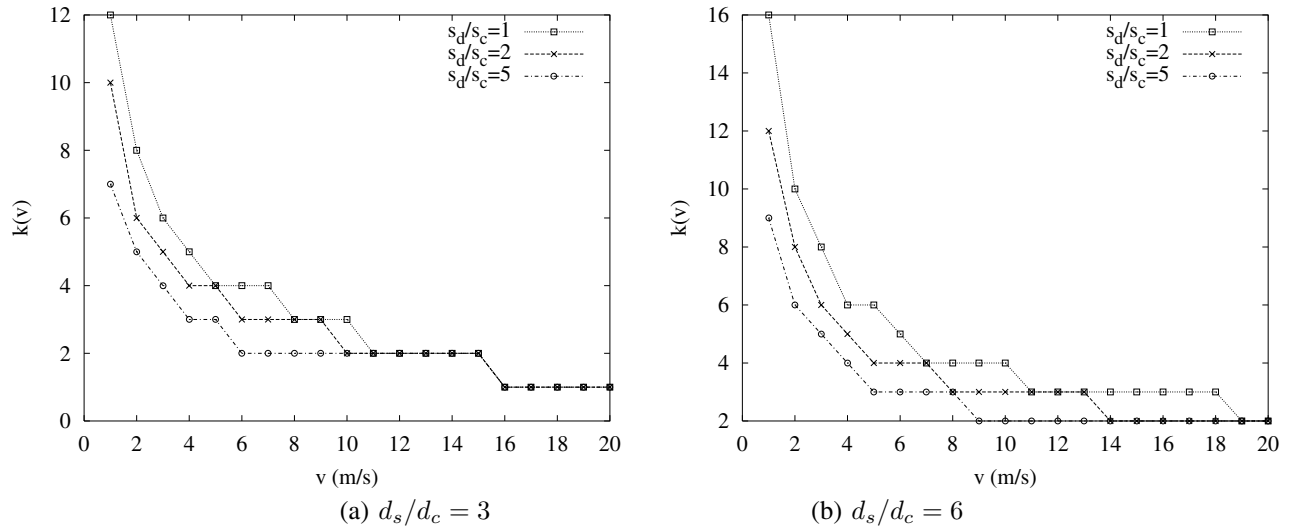 12
10
8
6
4
2
0
k(v)
0 2 4 6 8 10 12 14 16 18 20
v (m/s)
s_d/s_c=1
s_d/s_c=2
s_d/s_c=5
(a) d_s/d_c = 3
16
14
12
10
8
6
4
2
k(v)
0 2 4 6 8 10 12 14 16 18 20
v (m/s)
s_d/s_c=1
s_d/s_c=2
s_d/s_c=5
(b) d_s/d_c = 6